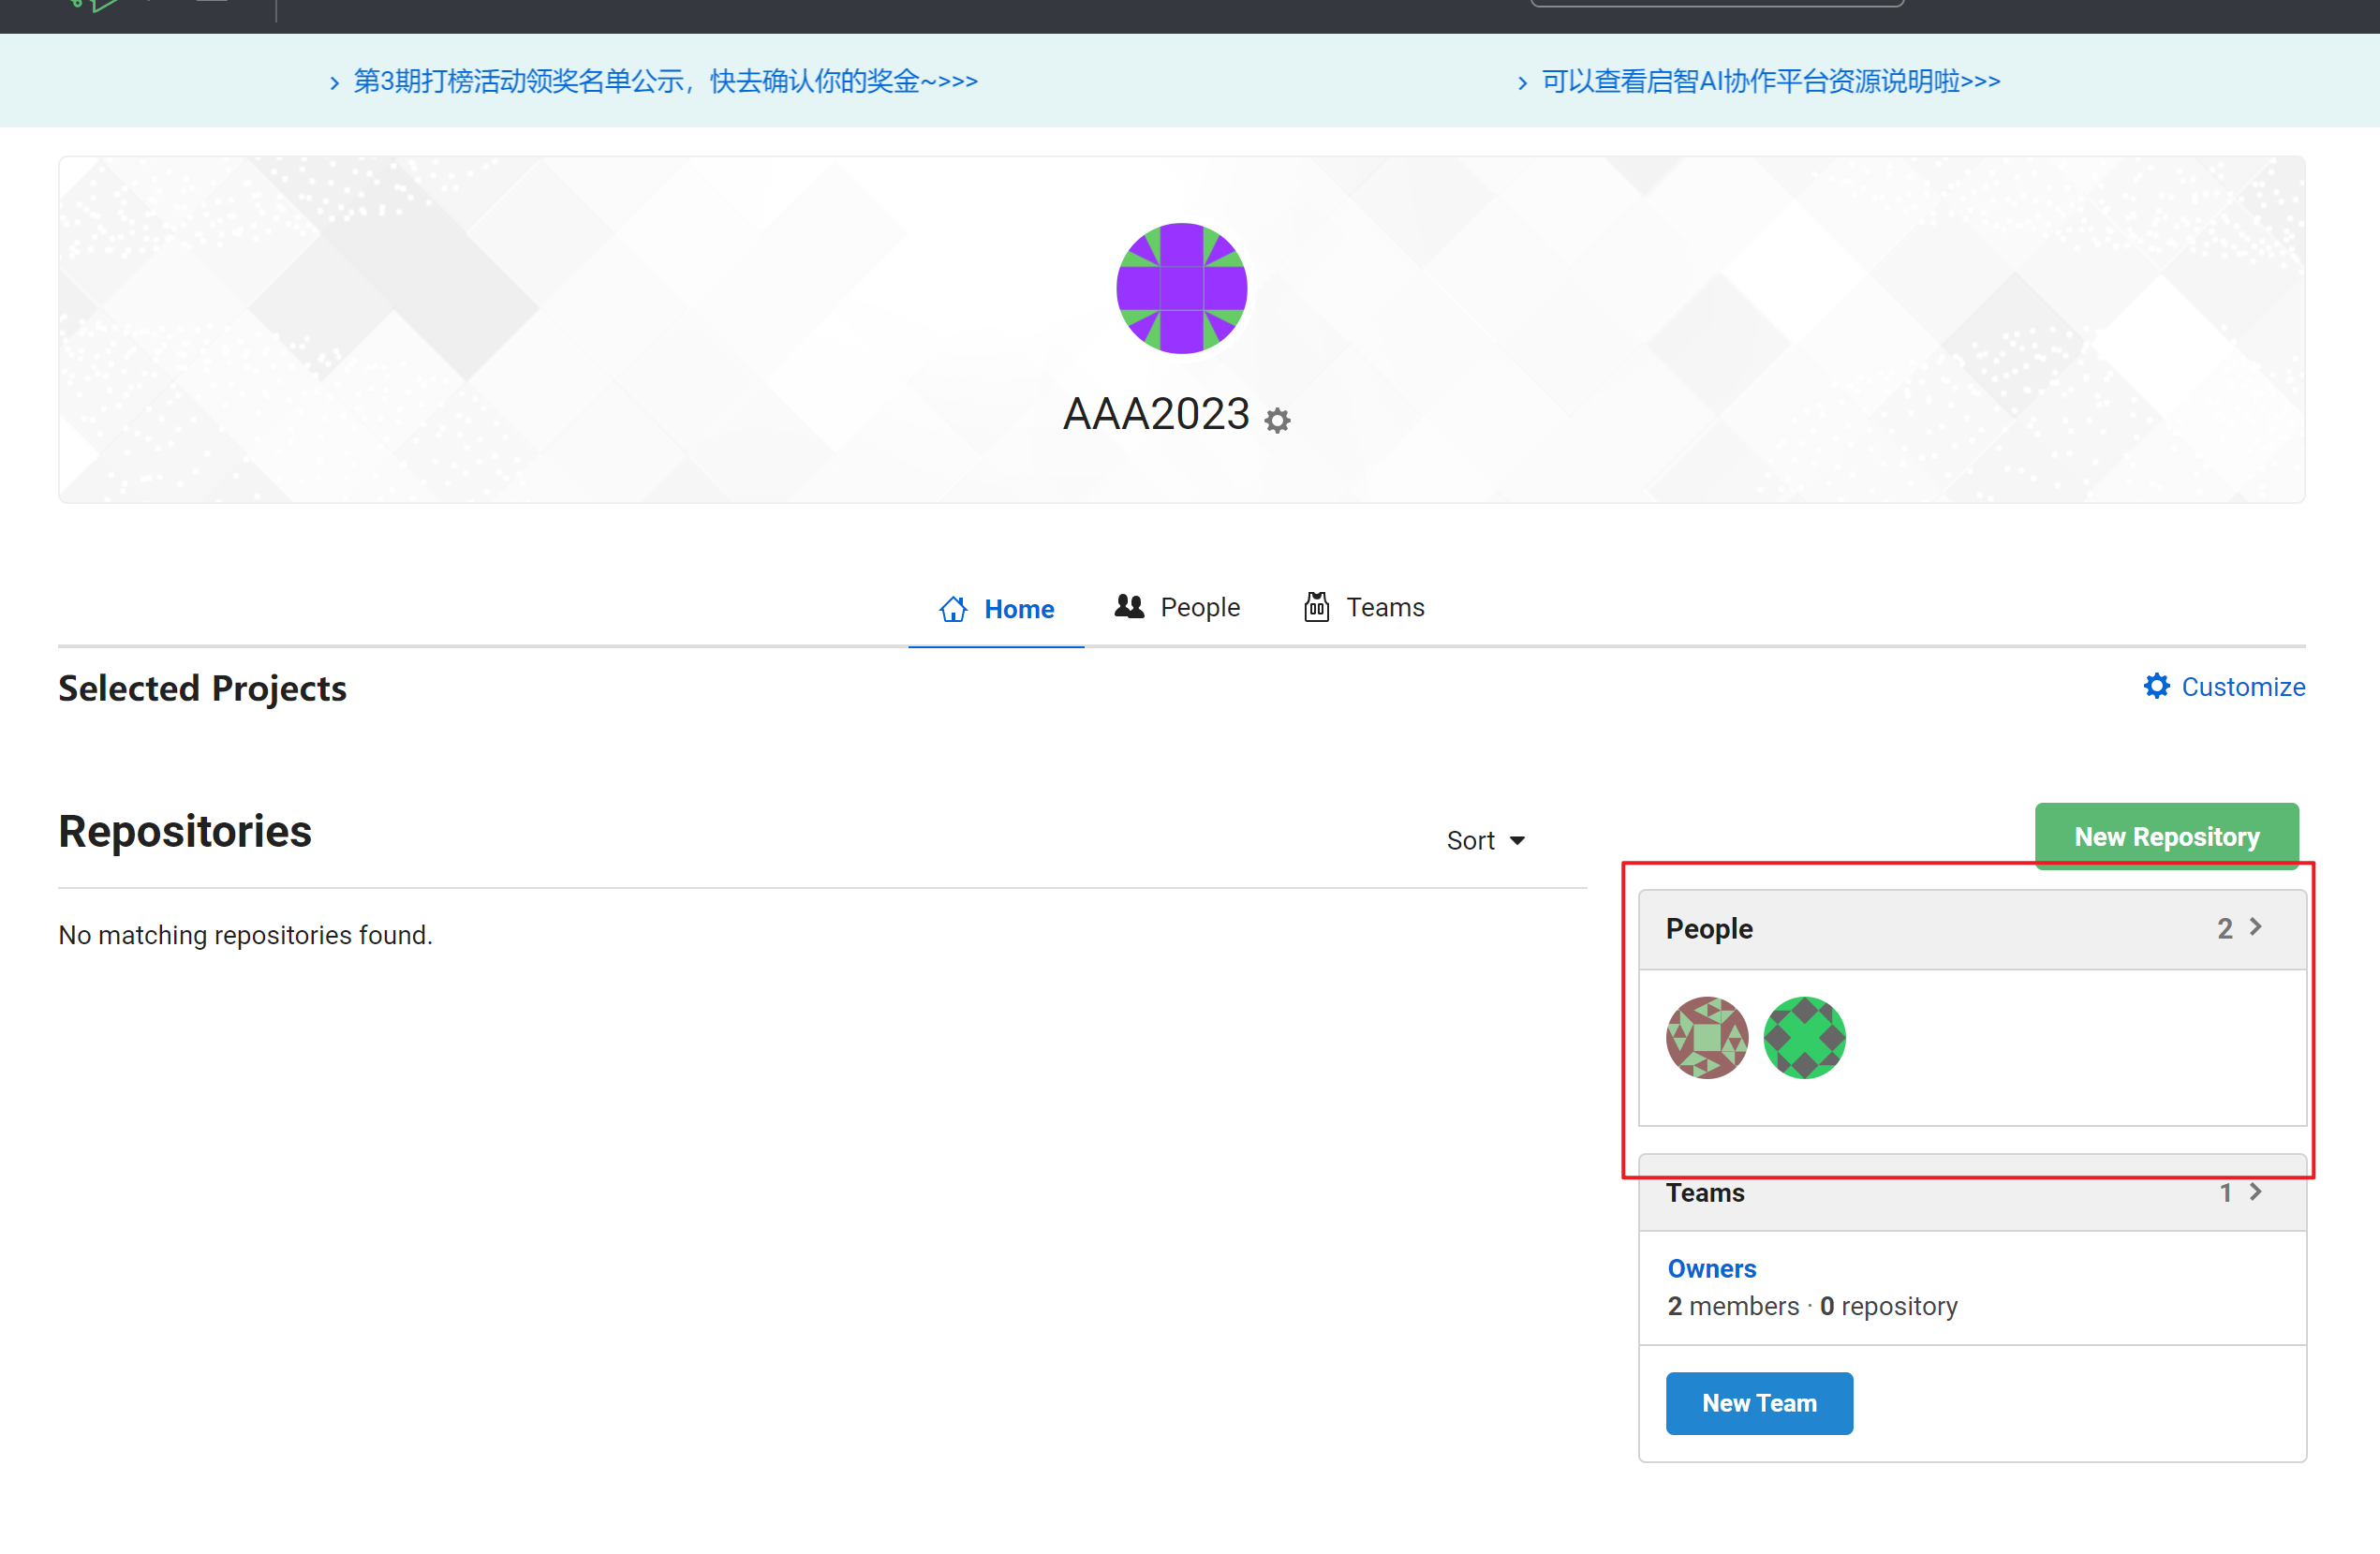 第3期打榜活动领奖名单公示，快去确认你的奖金~>>>
可以查看启智AI协作平台资源说明啦>>>
AAA2023
Home
People
Teams
Selected Projects
Customize
Repositories
Sort
New Repository
No matching repositories found.
People 2
Teams 1
Owners
2 members · 0 repository
New Team